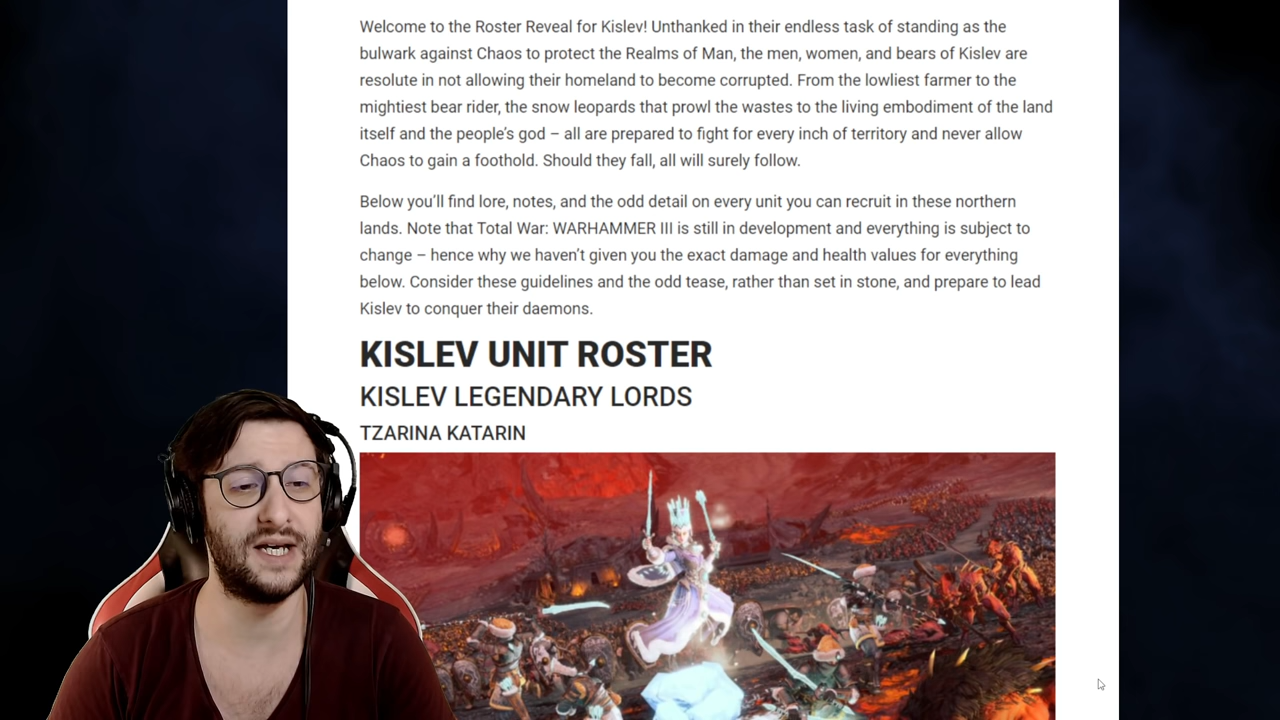 Welcome to the Roster Reveal for Kislev! Unthanked in their endless task of standing as the
bulwark against Chaos to protect the Realms of Man, the men, women, and bears of Kislev are
resolute in not allowing their homeland to become corrupted. From the lowliest farmer to the
mightiest bear rider, the snow leopards that prowl the wastes to the living embodiment of the land
itself and the people’s god – all are prepared to fight for every inch of territory and never allow
Chaos to gain a foothold. Should they fall, all will surely follow.
Below you’ll find lore, notes, and the odd detail on every unit you can recruit in these northern
lands. Note that Total War: WARHAMMER III is still in development and everything is subject to
change – hence why we haven’t given you the exact damage and health values for everything
below. Consider these guidelines and the odd tease, rather than set in stone, and prepare to lead
Kislev to conquer their daemons.
KISLEV UNIT ROSTER
KISLEV LEGENDARY LORDS
TZARINA KATARIN